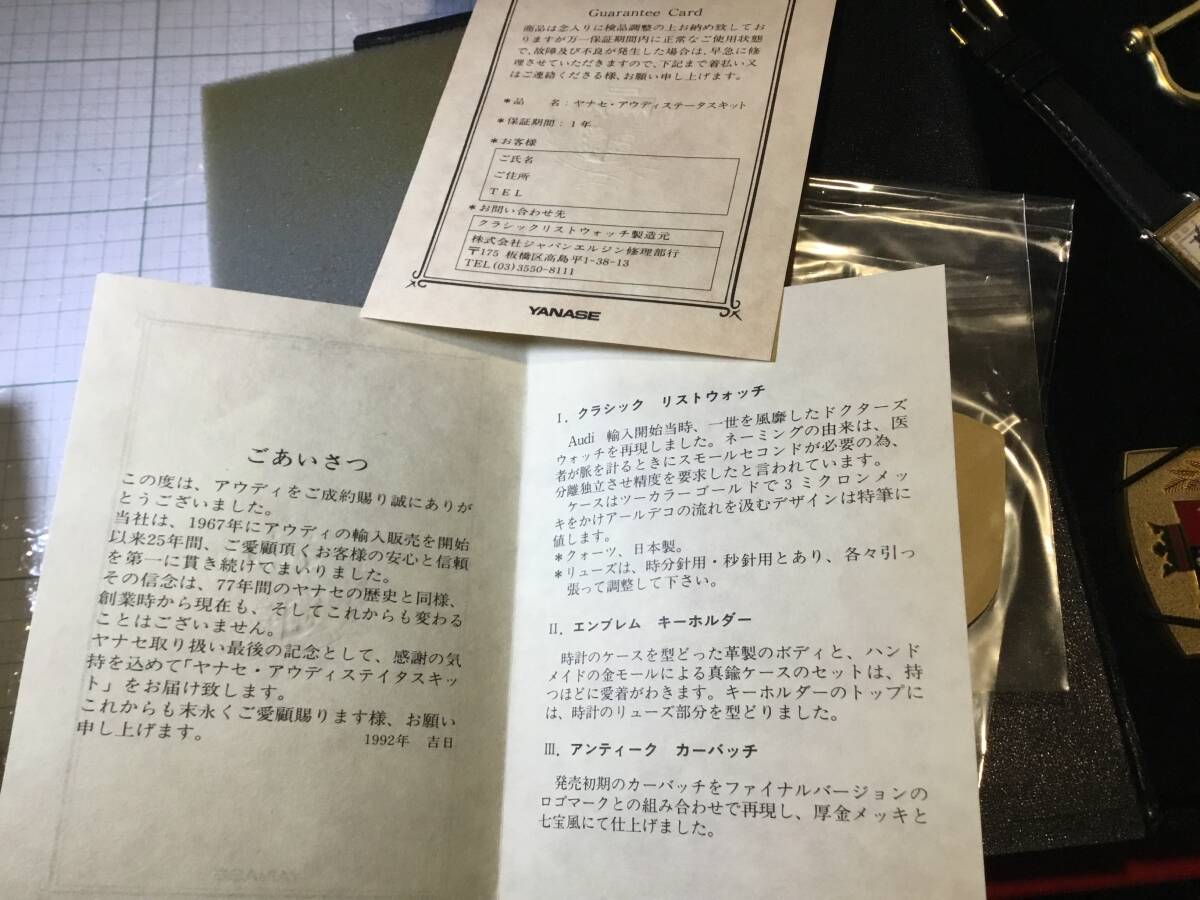 Guarantee Card
商品は念入りに検品調整の上お納め致してお
りますが万一保証期間内に正常なご使用状態
で、故障及び不良が発生した場合は、早急に修
理させていただきますので、下記まで着払い又
はご連絡くださる様、お願い申し上げます。
*品　名：ヤナセ・アウディステータスキット
*保証期間：1年
*お客様
ご氏名
ご住所
TEL
*お問い合わせ先
クラシックリストウォッチ製造元
株式会社ジャパンエルジン修理部行
〒175 板橋区高島平1-38-13
TEL(03)3550-8111
YANASE
ごあいさつ
この度は、アウディをご成約賜り誠にありが
とうございました。
当社は、1967年にアウディの輸入販売を開始
以来25年間、ご愛顧頂くお客様の安心と信頼
を第一に貫き続けてまいりました。
その信念は、77年間のヤナセの歴史と同様、
創業時から現在も、そしてこれからも変わる
ことはございません。
ヤナセ取り扱い最後の記念として、感謝の気
持を込めて「ヤナセ・アウディステイタスキッ
ト」をお届け致します。
これからも末永くご愛顧賜ります様、お願い
申し上げます。
1992年　吉日
I. クラシック　リストウォッチ
Audi 輸入開始当時、一世を風靡したドクターズ
ウォッチを再現しました。ネーミングの由来は、医
者が脈を計るときにスモールセコンドが必要の為、
分離独立させ精度を要求したと言われています。
ケースはツーカラーゴールドで3ミクロンメッ
キをかけアールデコの流れを汲むデザインは特筆に
値します。
*クォーツ、日本製。
*リューズは、時分針用・秒針用とあり、各々引っ
張って調整して下さい。
II. エンブレム　キーホルダー
時計のケースを型どった革製のボディと、ハンド
メイドの金モールによる真鍮ケースのセットは、持
つほどに愛着がわきます。キーホルダーのトップに
は、時計のリューズ部分を型どりました。
III. アンティーク　カーバッチ
発売初期のカーバッチをファイナルバージョンの
ロゴマークとの組み合わせで再現し、厚金メッキと
七宝風にて仕上げました。
YANASE